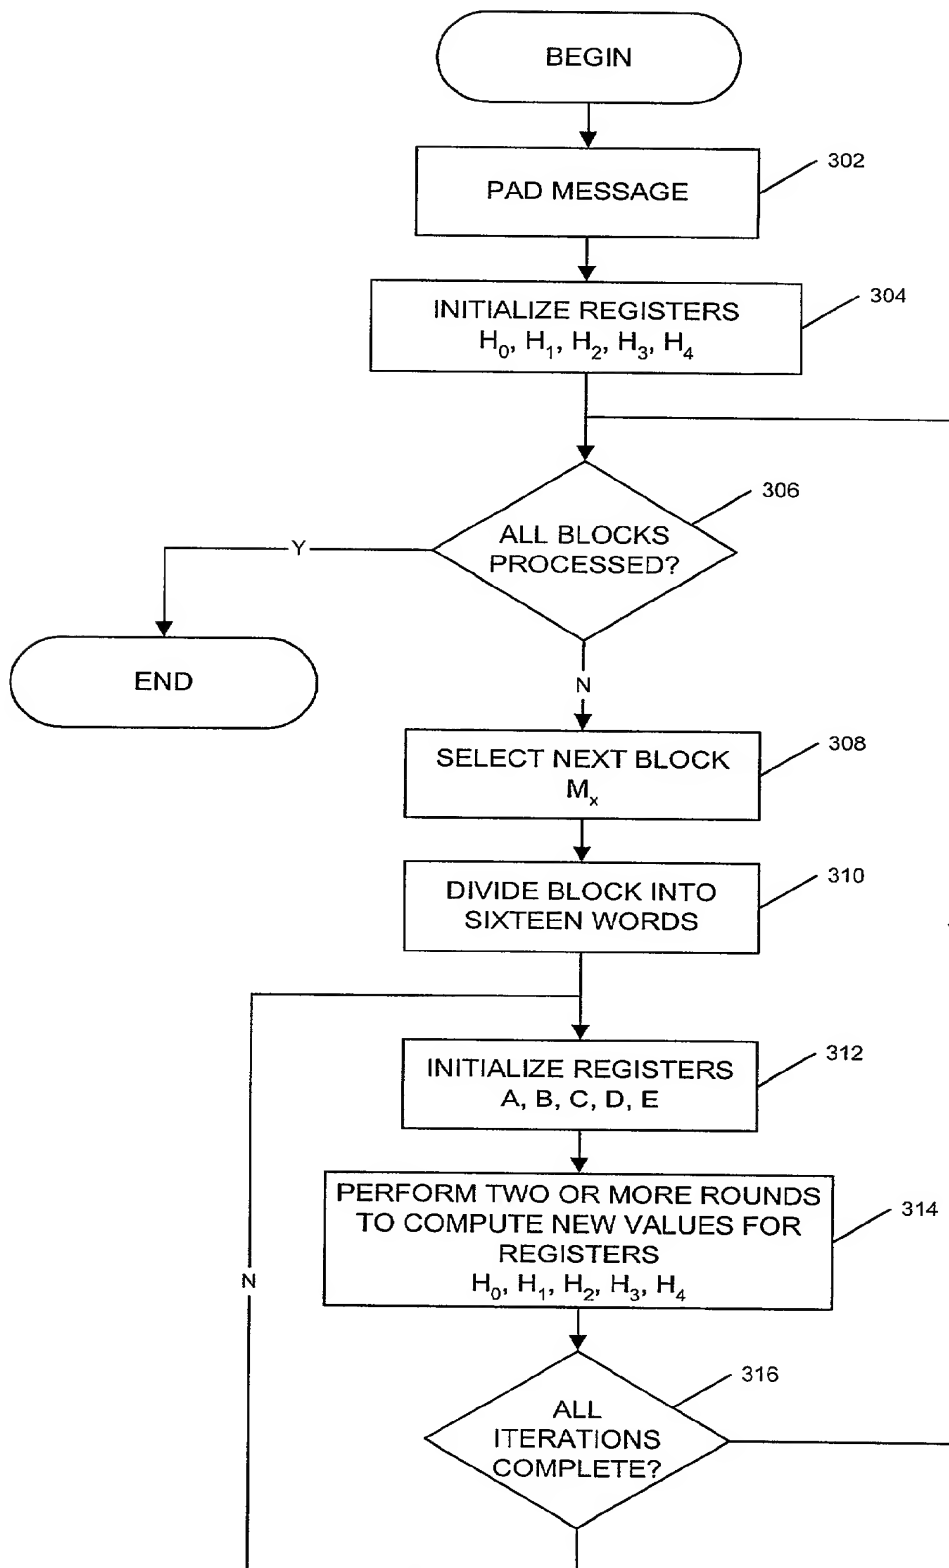 BEGIN
302
PAD MESSAGE
304
INITIALIZE REGISTERS
H₀, H₁, H₂, H₃, H₄
306
ALL BLOCKS
PROCESSED?
Y
END
N
308
SELECT NEXT BLOCK
Mₓ
310
DIVIDE BLOCK INTO
SIXTEEN WORDS
312
INITIALIZE REGISTERS
A, B, C, D, E
314
PERFORM TWO OR MORE ROUNDS
TO COMPUTE NEW VALUES FOR
REGISTERS
H₀, H₁, H₂, H₃, H₄
N
316
ALL
ITERATIONS
COMPLETE?